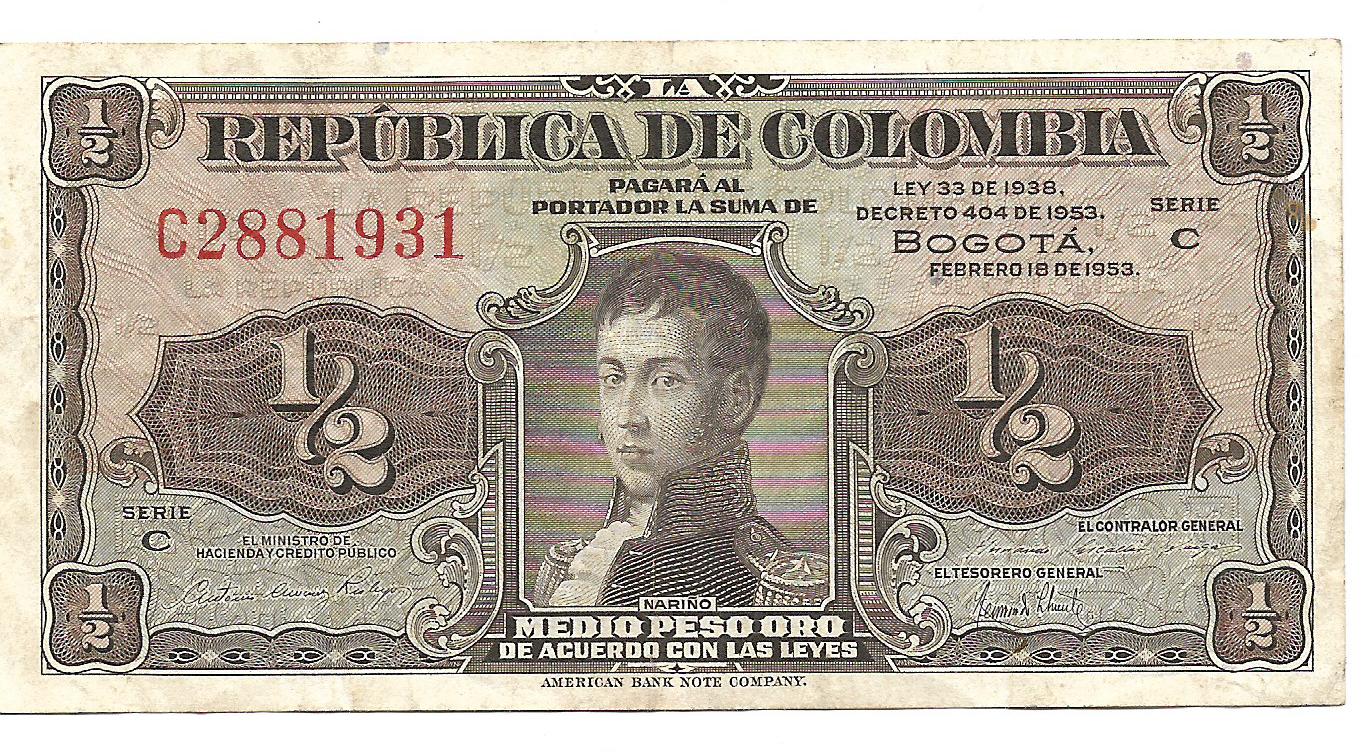 LA
REPÚBLICA DE COLOMBIA
1/2
1/2
PAGARÁ AL
PORTADOR LA SUMA DE
LEY 33 DE 1938.
DECRETO 404 DE 1953.
BOGOTÁ,
FEBRERO 18 DE 1953.
SERIE
C
C2881931
1/2
1/2
SERIE
C
EL MINISTRO DE
HACIENDA Y CRÉDITO PÚBLICO
EL CONTRALOR GENERAL
EL TESORERO GENERAL
NARIÑO
MEDIO PESO ORO
DE ACUERDO CON LAS LEYES
1/2
1/2
AMERICAN BANK NOTE COMPANY.